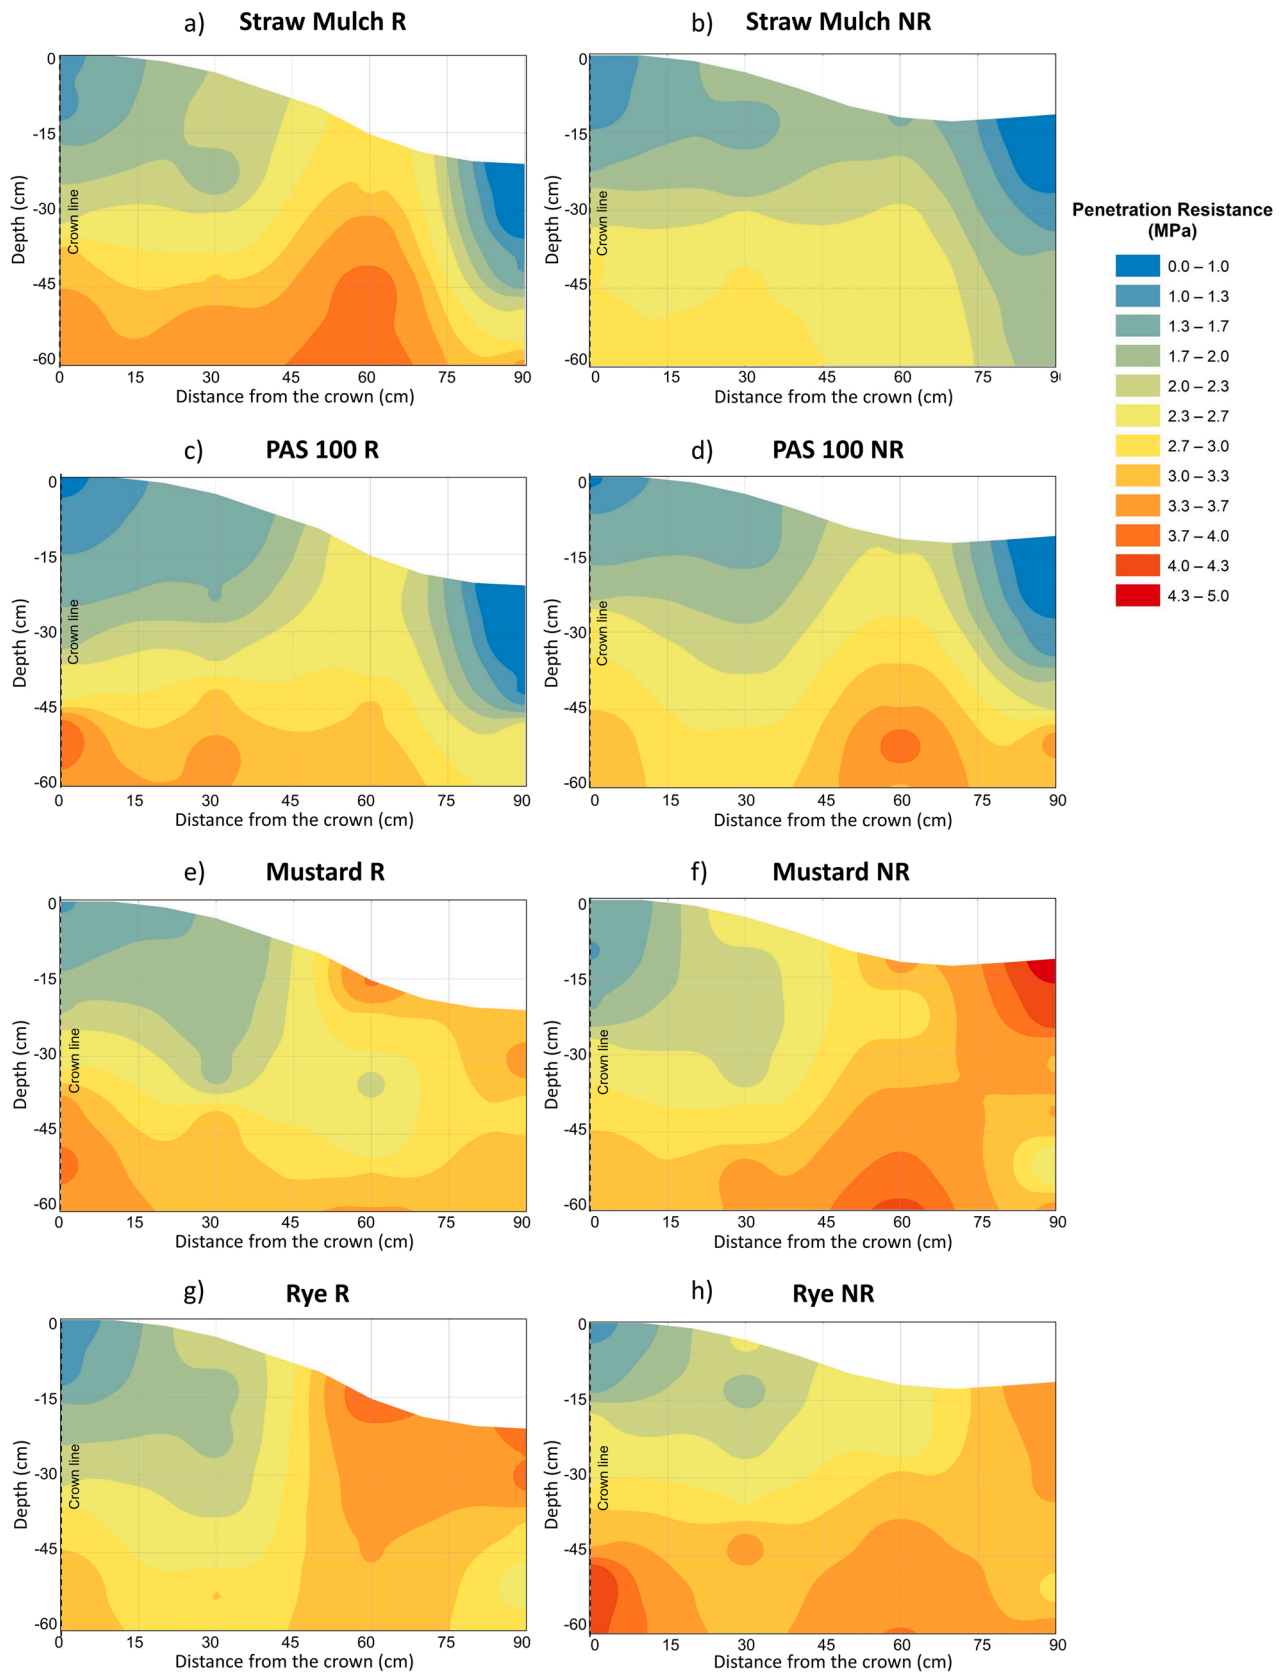 a) Straw Mulch R
b) Straw Mulch NR
0
-15
-30
-45
-60
Depth (cm)
Crown line
0 15 30 45 60 75 90
Distance from the crown (cm)
0
-15
-30
-45
-60
Depth (cm)
Crown line
0 15 30 45 60 75 90
Distance from the crown (cm)
Penetration Resistance
(MPa)
0.0 – 1.0
1.0 – 1.3
1.3 – 1.7
1.7 – 2.0
2.0 – 2.3
2.3 – 2.7
2.7 – 3.0
3.0 – 3.3
3.3 – 3.7
3.7 – 4.0
4.0 – 4.3
4.3 – 5.0
c) PAS 100 R
d) PAS 100 NR
0
-15
-30
-45
-60
Depth (cm)
Crown line
0 15 30 45 60 75 90
Distance from the crown (cm)
0
-15
-30
-45
-60
Depth (cm)
Crown line
0 15 30 45 60 75 90
Distance from the crown (cm)
e) Mustard R
f) Mustard NR
0
-15
-30
-45
-60
Depth (cm)
Crown line
0 15 30 45 60 75 90
Distance from the crown (cm)
0
-15
-30
-45
-60
Depth (cm)
Crown line
0 15 30 45 60 75 90
Distance from the crown (cm)
g) Rye R
h) Rye NR
0
-15
-30
-45
-60
Depth (cm)
Crown line
0 15 30 45 60 75 90
Distance from the crown (cm)
0
-15
-30
-45
-60
Depth (cm)
Crown line
0 15 30 45 60 75 90
Distance from the crown (cm)